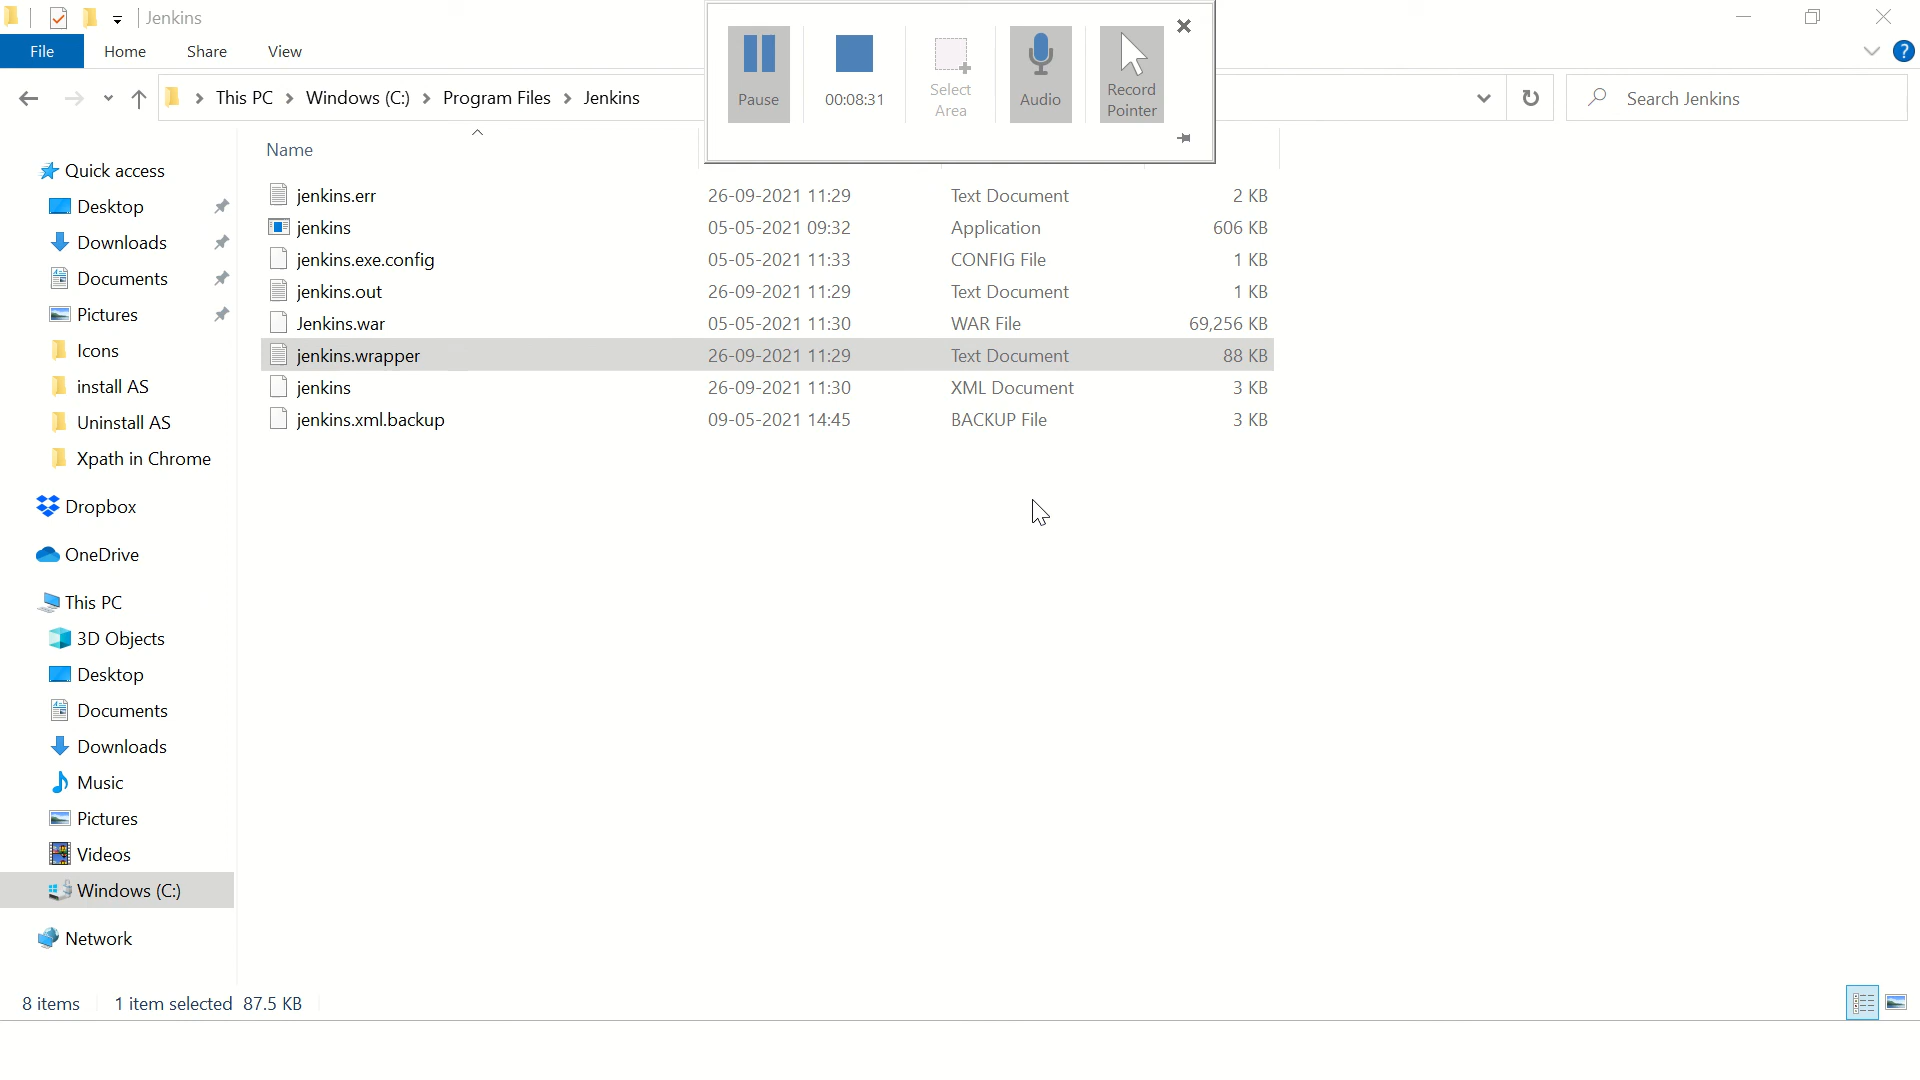 Jenkins
File Home Share View
?
This PC > Windows (C:) > Program Files > Jenkins
Search Jenkins
Pause
00:08:31
Select
Area
Audio
Record
Pointer
Name
jenkins.err 26-09-2021 11:29 Text Document 2 KB
jenkins 05-05-2021 09:32 Application 606 KB
jenkins.exe.config 05-05-2021 11:33 CONFIG File 1 KB
jenkins.out 26-09-2021 11:29 Text Document 1 KB
Jenkins.war 05-05-2021 11:30 WAR File 69,256 KB
jenkins.wrapper 26-09-2021 11:29 Text Document 88 KB
jenkins 26-09-2021 11:30 XML Document 3 KB
jenkins.xml.backup 09-05-2021 14:45 BACKUP File 3 KB
Quick access
Desktop
Downloads
Documents
Pictures
Icons
install AS
Uninstall AS
Xpath in Chrome
Dropbox
OneDrive
This PC
3D Objects
Desktop
Documents
Downloads
Music
Pictures
Videos
Windows (C:)
Network
8 items 1 item selected 87.5 KB